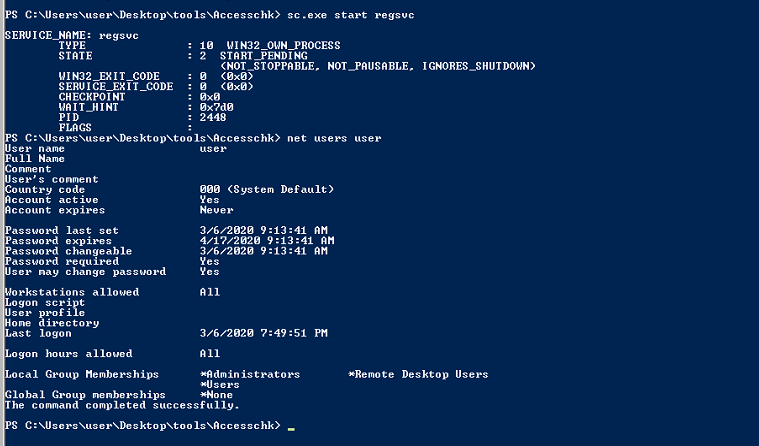 PS C:\Users\user\Desktop\tools\Accesschk> sc.exe start regsvc
SERVICE_NAME: regsvc
        TYPE               : 10  WIN32_OWN_PROCESS
        STATE              : 2  START_PENDING
                                (NOT_STOPPABLE, NOT_PAUSABLE, IGNORES_SHUTDOWN)
        WIN32_EXIT_CODE    : 0  (0x0)
        SERVICE_EXIT_CODE  : 0  (0x0)
        CHECKPOINT         : 0x0
        WAIT_HINT          : 0x7d0
        PID                : 2448
        FLAGS              :
PS C:\Users\user\Desktop\tools\Accesschk> net users user
User name                    user
Full Name
Comment
User's comment
Country code                 000 (System Default)
Account active               Yes
Account expires              Never
Password last set            3/6/2020 9:13:41 AM
Password expires             4/17/2020 9:13:41 AM
Password changeable          3/6/2020 9:13:41 AM
Password required            Yes
User may change password     Yes
Workstations allowed         All
Logon script
User profile
Home directory
Last logon                   3/6/2020 7:49:51 PM
Logon hours allowed          All
Local Group Memberships      *Administrators       *Remote Desktop Users
                             *Users
Global Group memberships     *None
The command completed successfully.
PS C:\Users\user\Desktop\tools\Accesschk> _